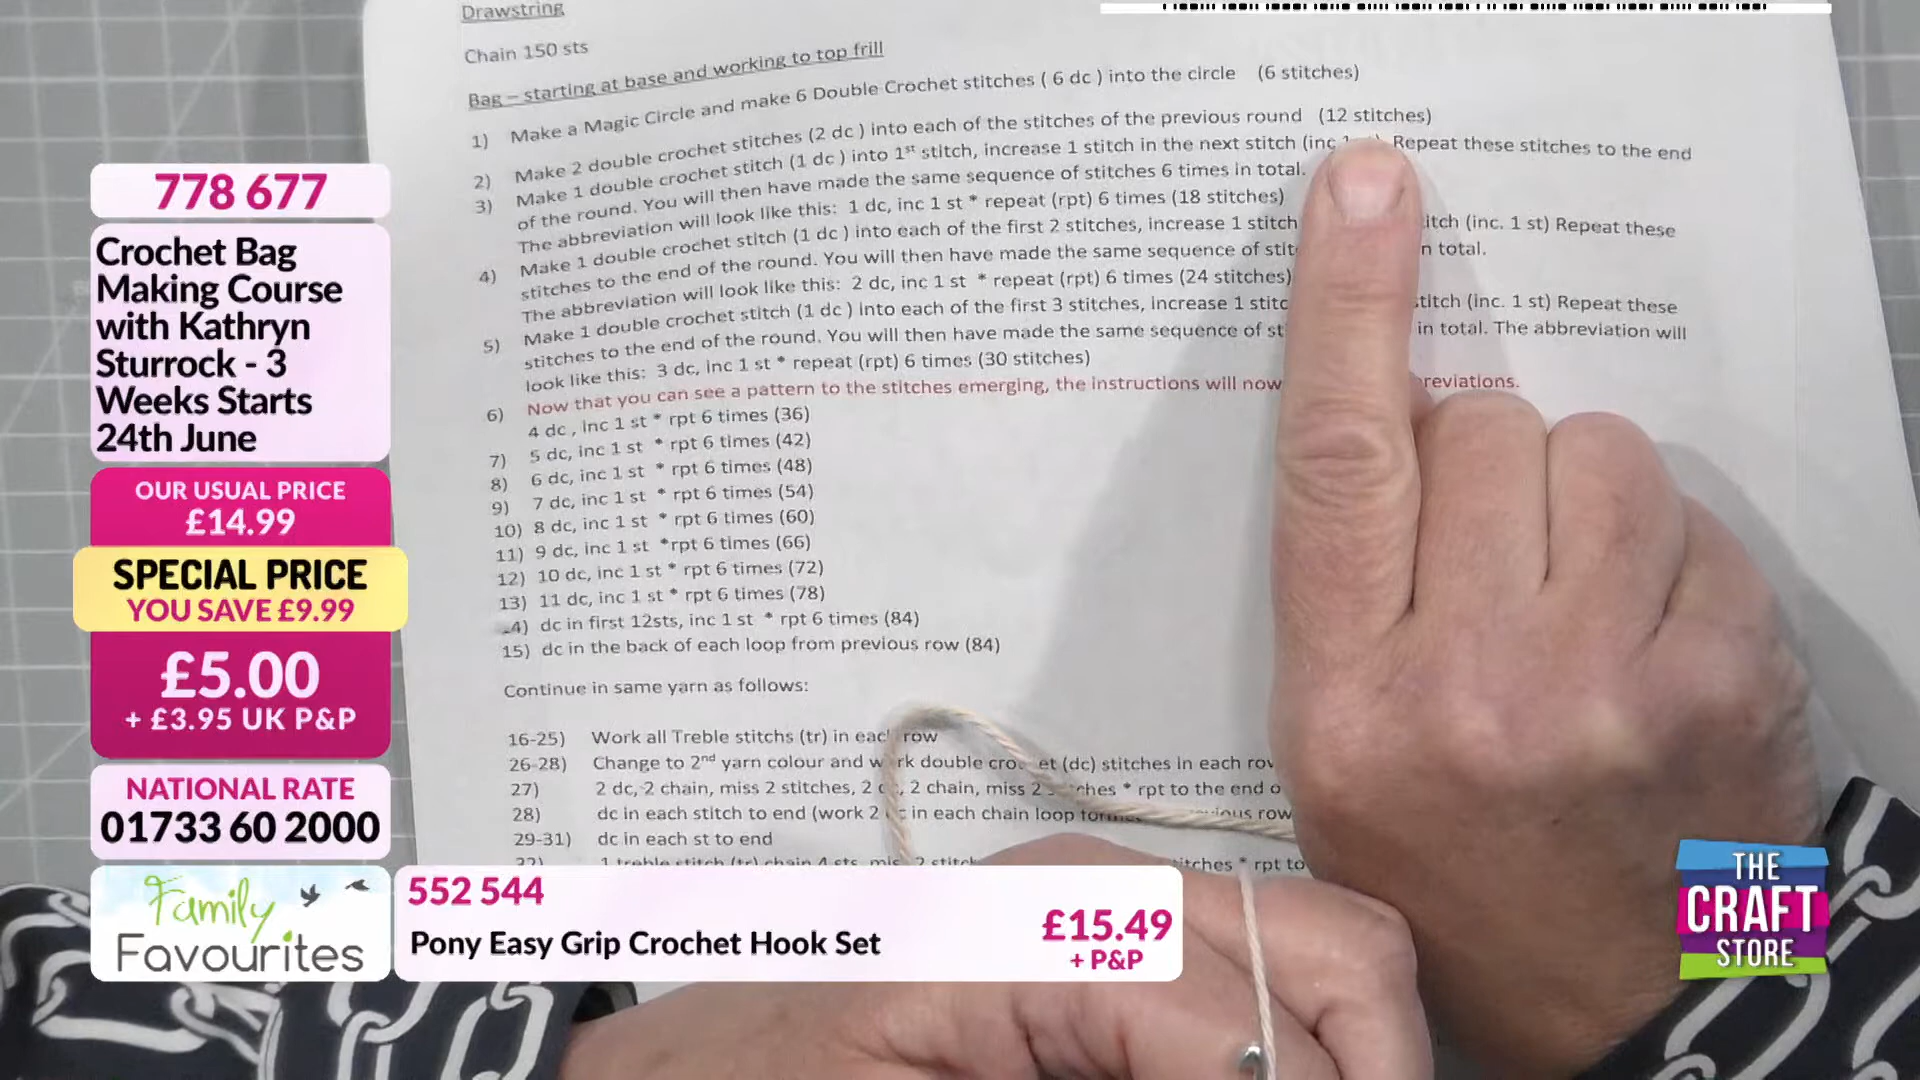 Drawstring
Chain 150 sts
Bag – starting at base and working to top frill
1) Make a Magic Circle and make 6 Double Crochet stitches ( 6 dc ) into the circle (6 stitches)
2) Make 2 double crochet stitches (2 dc ) into each of the stitches of the previous round (12 stitches)
3) Make 1 double crochet stitch (1 dc ) into 1st stitch, increase 1 stitch in the next stitch (inc Repeat these stitches to the end
of the round. You will then have made the same sequence of stitches 6 times in total.
The abbreviation will look like this: 1 dc, inc 1 st * repeat (rpt) 6 times (18 stitches)
4) Make 1 double crochet stitch (1 dc ) into each of the first 2 stitches, increase 1 stitch (inc. 1 st) Repeat these
stitches to the end of the round. You will then have made the same sequence of in total.
The abbreviation will look like this: 2 dc, inc 1 st * repeat (rpt) 6 times (24 stitches)
5) Make 1 double crochet stitch (1 dc ) into each of the first 3 stitches, increase 1 (inc. 1 st) Repeat these
stitches to the end of the round. You will then have made the same sequence of in total. The abbreviation will
look like this: 3 dc, inc 1 st * repeat (rpt) 6 times (30 stitches)
Now that you can see a pattern to the stitches emerging, the instructions will now
6) 4 dc , inc 1 st * rpt 6 times (36)
7) 5 dc, inc 1 st * rpt 6 times (42)
8) 6 dc, inc 1 st * rpt 6 times (48)
9) 7 dc, inc 1 st * rpt 6 times (54)
10) 8 dc, inc 1 st * rpt 6 times (60)
11) 9 dc, inc 1 st *rpt 6 times (66)
12) 10 dc, inc 1 st * rpt 6 times (72)
13) 11 dc, inc 1 st * rpt 6 times (78)
4) dc in first 12sts, inc 1 st * rpt 6 times (84)
15) dc in the back of each loop from previous row (84)
Continue in same yarn as follows:
16-25) Work all Treble stitchs (tr) in each row
26-28) Change to 2nd yarn colour and double (dc) stitches in each
27) 2 dc, 2 chain, miss 2 stitches, 2 2 chain, miss 2 * rpt to the end
28) dc in each stitch to end (work 2 in each chain loop row
29-31) dc in each st to end
1 treble stitch (tr) chain 4 sts * rpt to
778 677
Crochet Bag
Making Course
with Kathryn
Sturrock - 3
Weeks Starts
24th June
OUR USUAL PRICE
£14.99
SPECIAL PRICE
YOU SAVE £9.99
£5.00
+ £3.95 UK P&P
NATIONAL RATE
01733 60 2000
Family
Favourites
552 544
Pony Easy Grip Crochet Hook Set
£15.49
+ P&P
THE
CRAFT
STORE